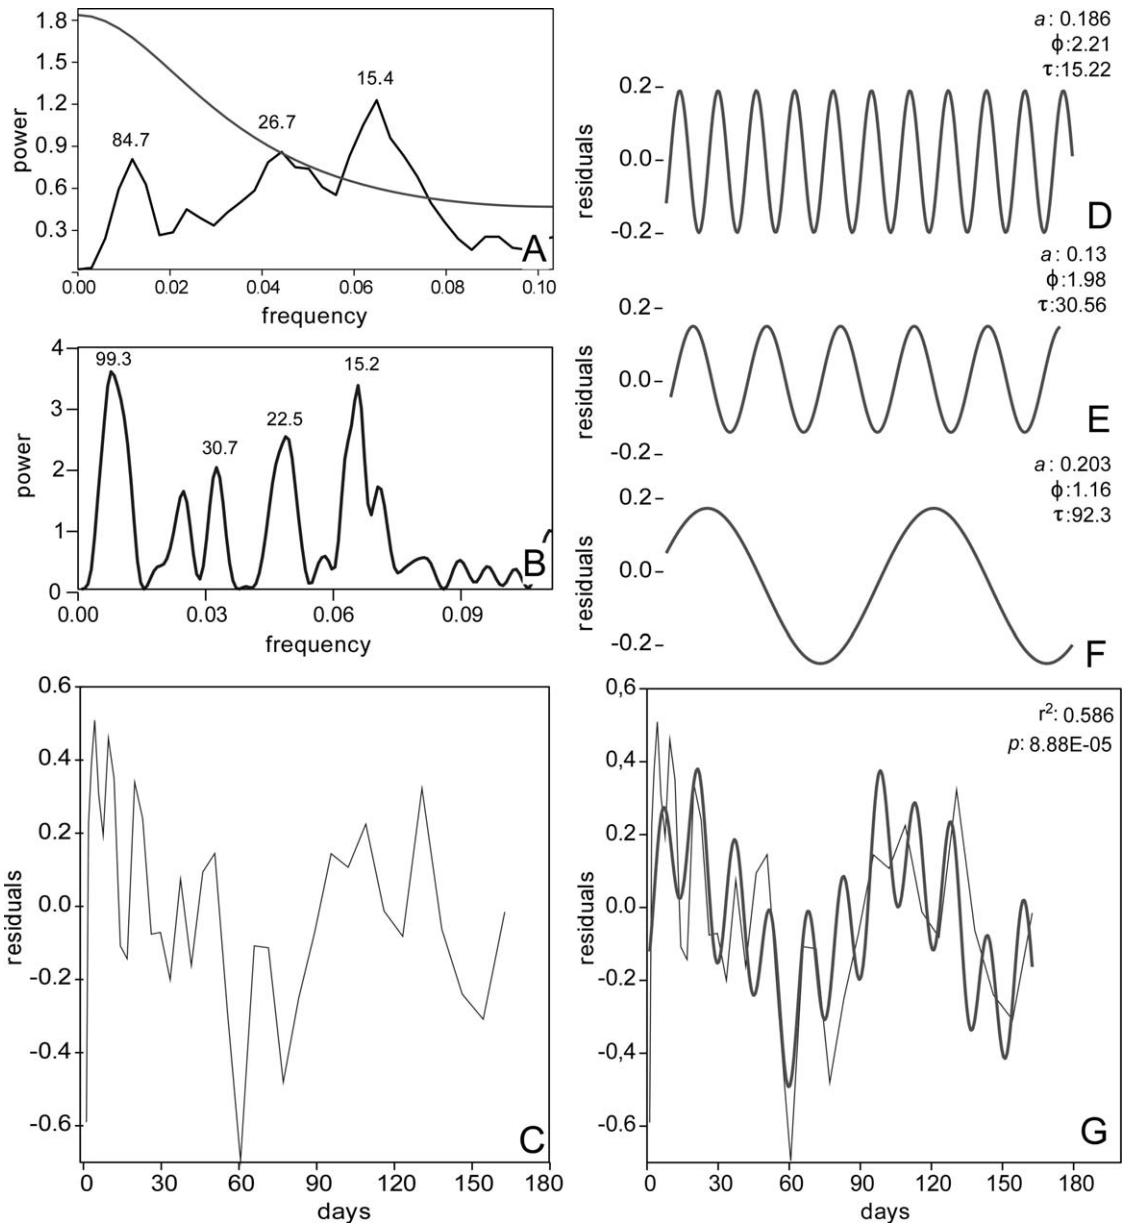 1.8
1.5
1.2
0.9
0.6
0.3
power
84.7
26.7
15.4
A
0.00
0.02
0.04
0.06
0.08
0.10
frequency
4
3
2
1
0
power
99.3
30.7
22.5
15.2
B
0.00
0.03
0.06
0.09
frequency
a: 0.186
ϕ:2.21
τ:15.22
0.2
0.0
-0.2
residuals
D
a: 0.13
ϕ:1.98
τ:30.56
0.2
0.0
-0.2
residuals
E
a: 0.203
ϕ:1.16
τ:92.3
0.2
0.0
-0.2
residuals
F
0.6
0.4
0.2
0.0
-0.2
-0.4
-0.6
residuals
C
0
30
60
90
120
150
180
days
0,6
0,4
0.2
0.0
-0.2
-0,4
-0.6
residuals
r²: 0.586
p: 8.88E-05
G
0
30
60
90
120
150
180
days